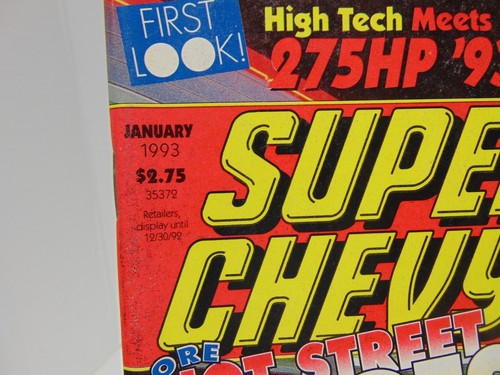 FIRST
LOOK!
High Tech Meets
275HP '93
JANUARY
1993
$2.75
35372
Retailers,
display until
12/30/92
SUPE
CHEVY
ORE
STREET